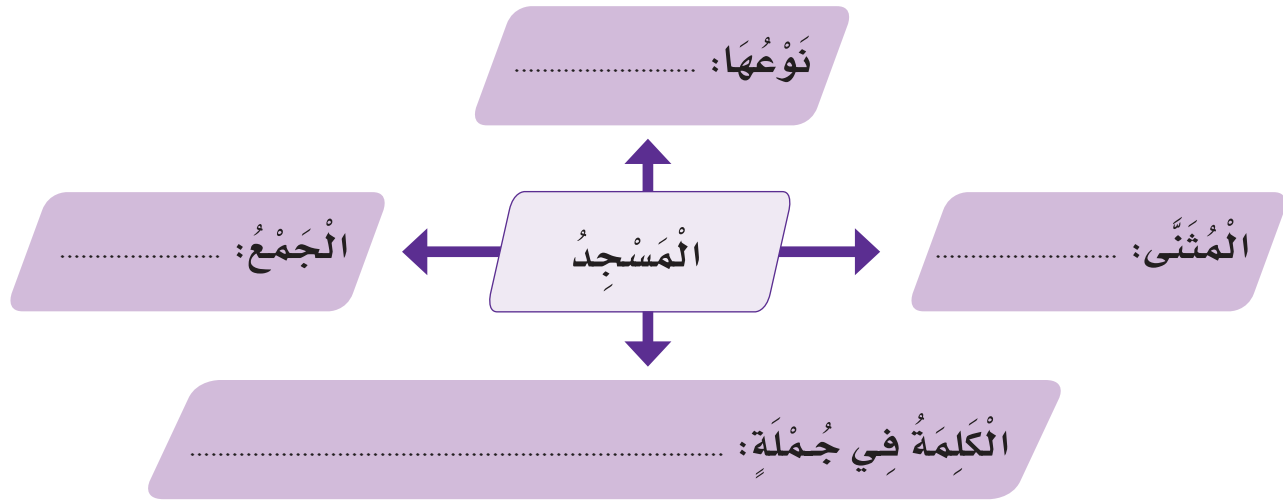 نَوْعُهَا: ..........................
الْمُثَنَّى: ..........................
الْمَسْجِدُ
الْجَمْعُ: .......................
الْكَلِمَةُ فِي جُمْلَةٍ: ............................................................................